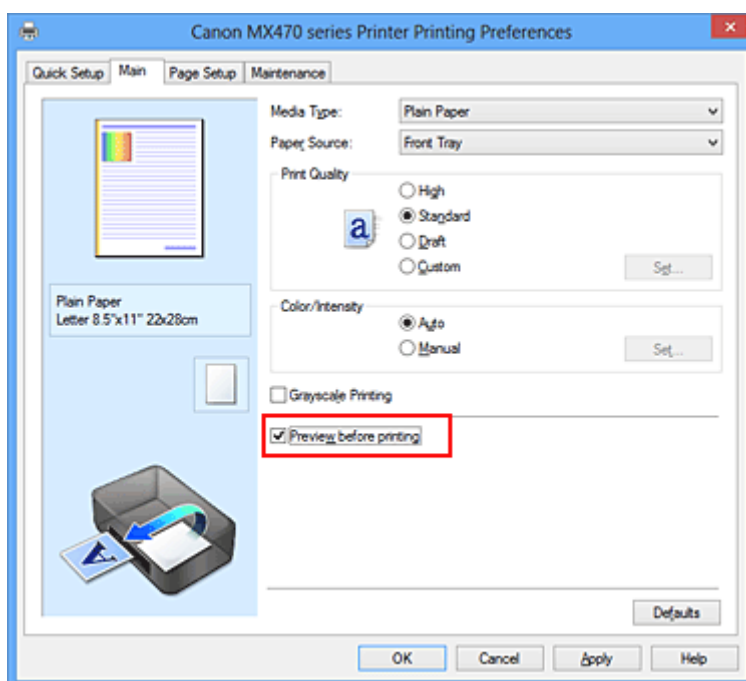 Canon MX470 series Printer Printing Preferences
Quick Setup Main Page Setup Maintenance
Media Type: Plain Paper
Paper Source: Front Tray
Print Quality
High
a Standard
Draft
Custom Set...
Plain Paper
Letter 8.5"x11" 22x28cm
Color/Intensity
Auto
Manual Set...
Grayscale Printing
Preview before printing
A
Defaults
OK Cancel Apply Help